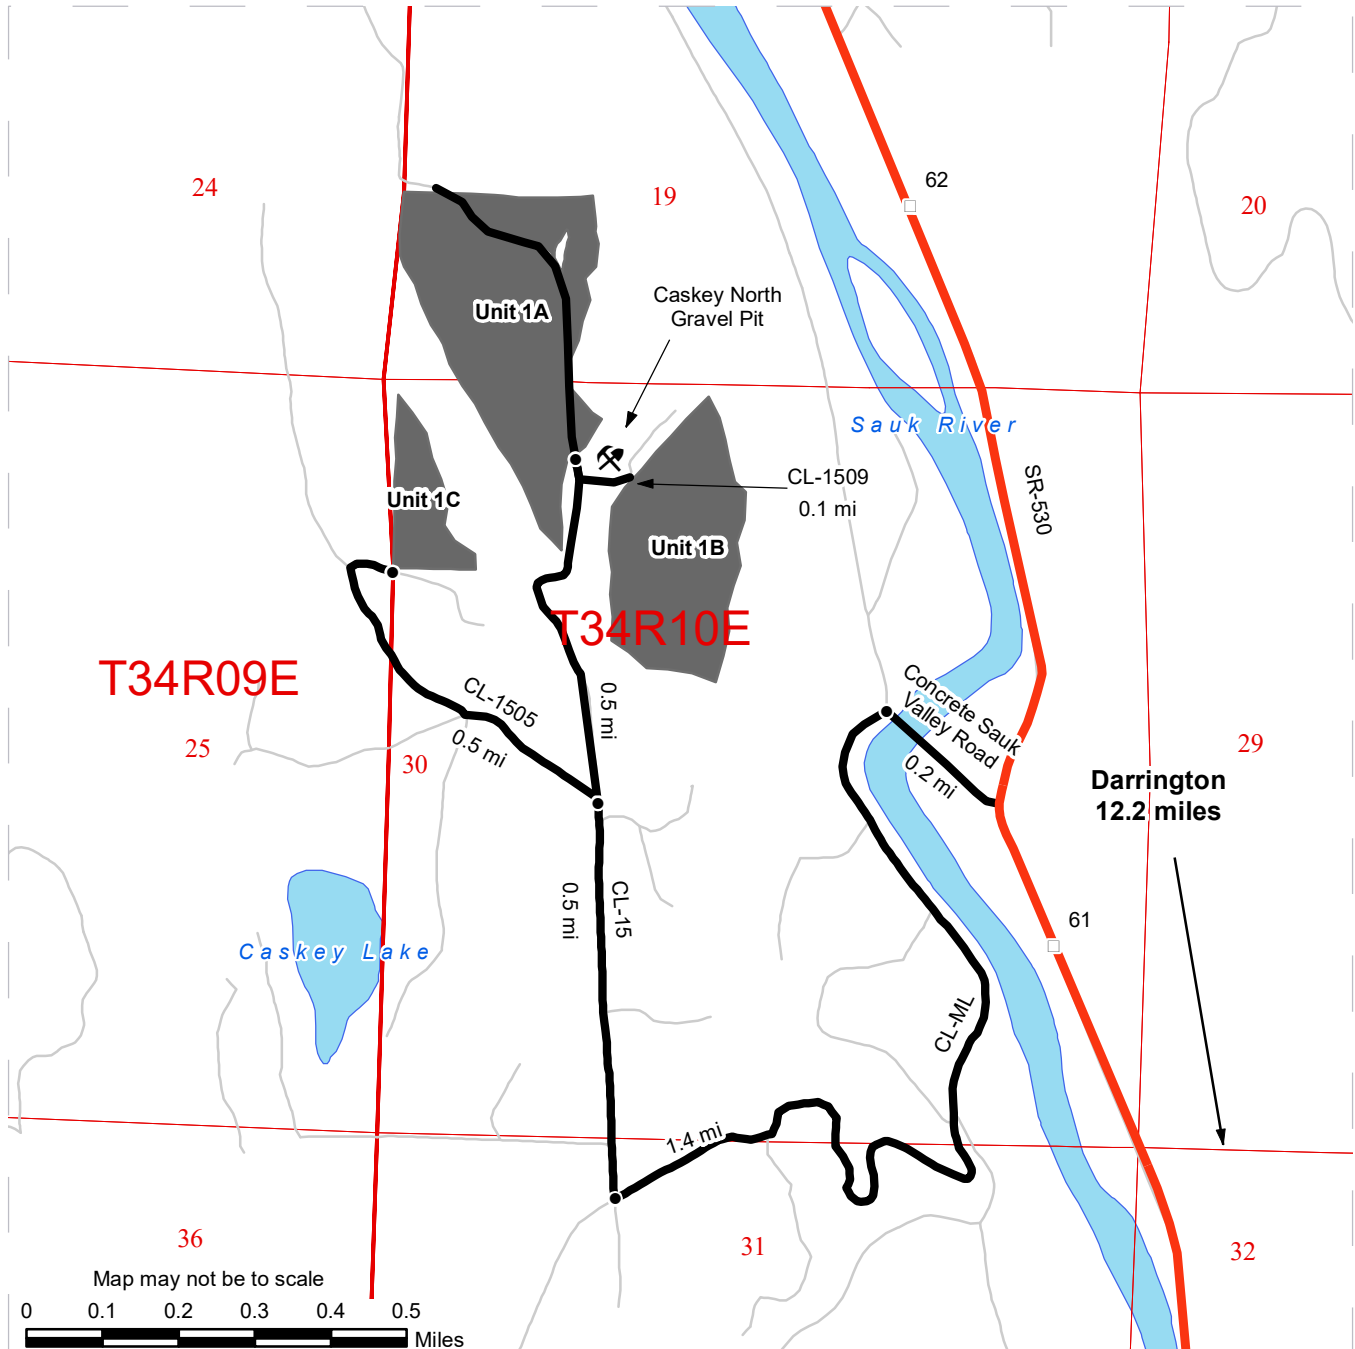 62
24
19
20
Caskey North
Gravel Pit
Unit 1A
Sauk River
CL-1509
0.1 mi
SR-530
Unit 1C
Unit 1B
T34R10E
T34R09E
Concrete Sauk
Valley Road
0.2 mi
CL-1505
0.5 mi
0.5 mi
25
30
29
Darrington
12.2 miles
61
CL-15
0.5 mi
Caskey Lake
CL-ML
1.4 mi
36
31
32
Map may not be to scale
0 0.1 0.2 0.3 0.4 0.5
Miles